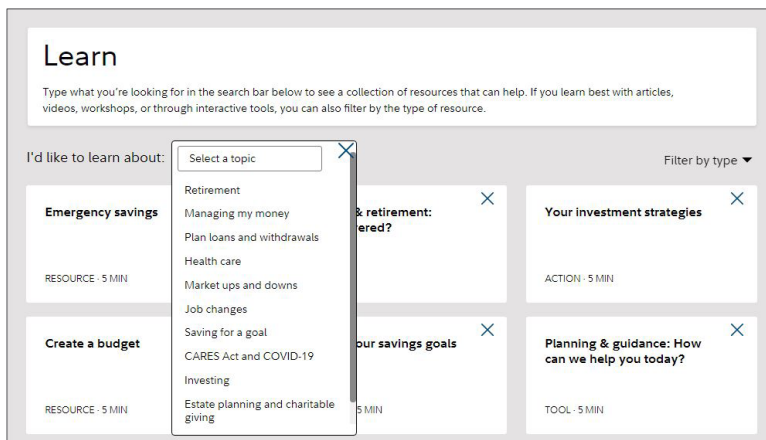 Learn
Type what you're looking for in the search bar below to see a collection of resources that can help. If you learn best with articles,
videos, workshops, or through interactive tools, you can also filter by the type of resource.
I'd like to learn about:
Select a topic
Filter by type
Retirement
Managing my money
Plan loans and withdrawals
Health care
Market ups and downs
Job changes
Saving for a goal
CARES Act and COVID-19
Investing
Estate planning and charitable
giving
Emergency savings
RESOURCE · 5 MIN
& retirement:
Your investment strategies
ACTION · 5 MIN
Create a budget
RESOURCE · 5 MIN
savings goals
5 MIN
Planning & guidance: How
can we help you today?
TOOL · 5 MIN